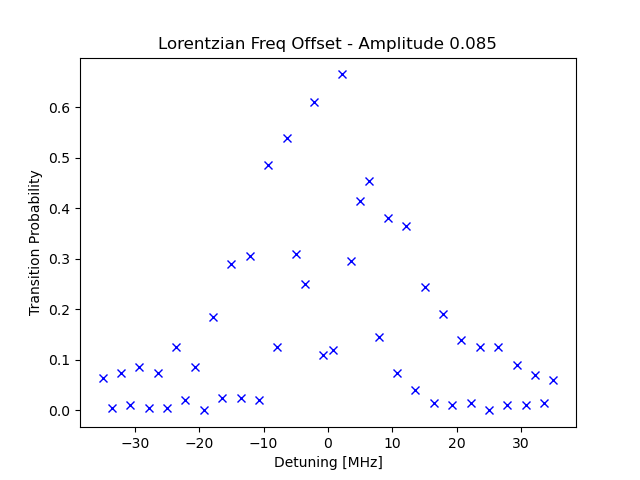 Lorentzian Freq Offset - Amplitude 0.085
Transition Probability
0.6
0.5
0.4
0.3
0.2
0.1
0.0
−30 −20 −10 0 10 20 30
Detuning [MHz]